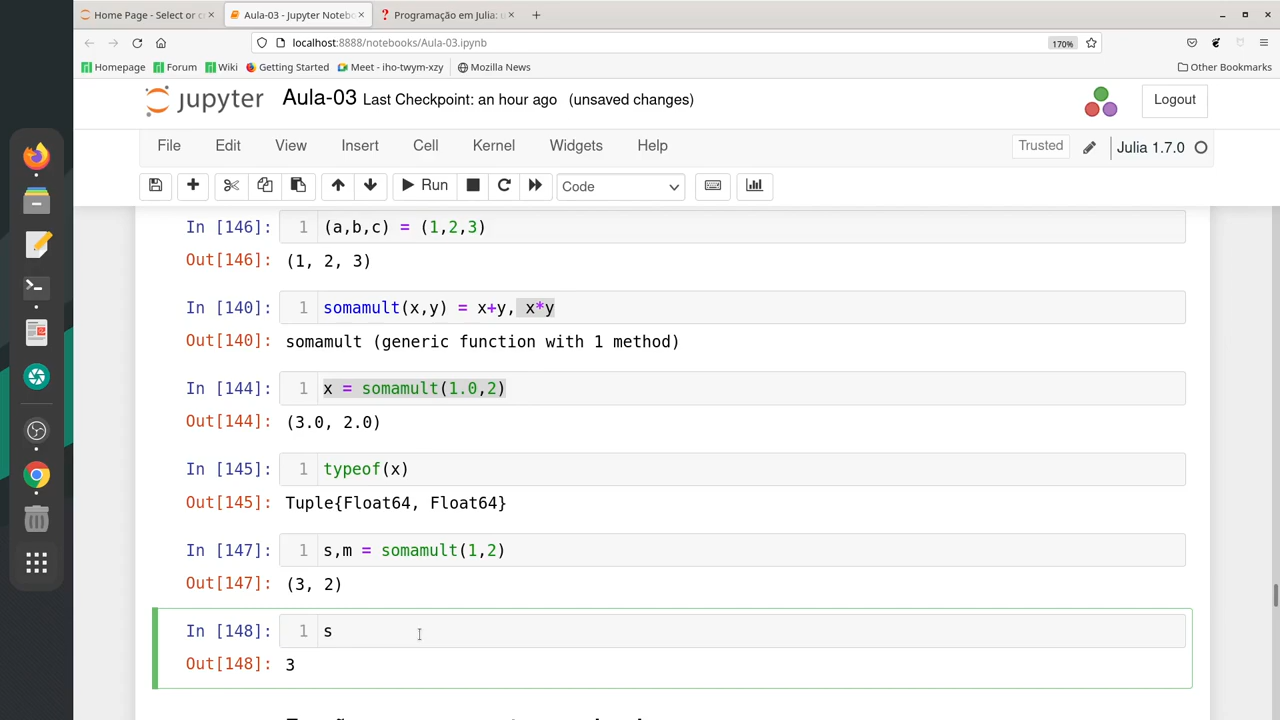 Home Page - Select or c
Aula-03 - Jupyter Notebo
Programação em Julia: u
localhost:8888/notebooks/Aula-03.ipynb
170%
Homepage
Forum
Wiki
Getting Started
Meet - iho-twym-xzy
Mozilla News
Other Bookmarks
jupyter Aula-03 Last Checkpoint: an hour ago (unsaved changes)
Logout
File Edit View Insert Cell Kernel Widgets Help
Trusted
Julia 1.7.0
Run
Code
In [146]: 1 (a,b,c) = (1,2,3)
Out[146]: (1, 2, 3)
In [140]: 1 somamult(x,y) = x+y, x*y
Out[140]: somamult (generic function with 1 method)
In [144]: 1 x = somamult(1.0,2)
Out[144]: (3.0, 2.0)
In [145]: 1 typeof(x)
Out[145]: Tuple{Float64, Float64}
In [147]: 1 s,m = somamult(1,2)
Out[147]: (3, 2)
In [148]: 1 s
Out[148]: 3